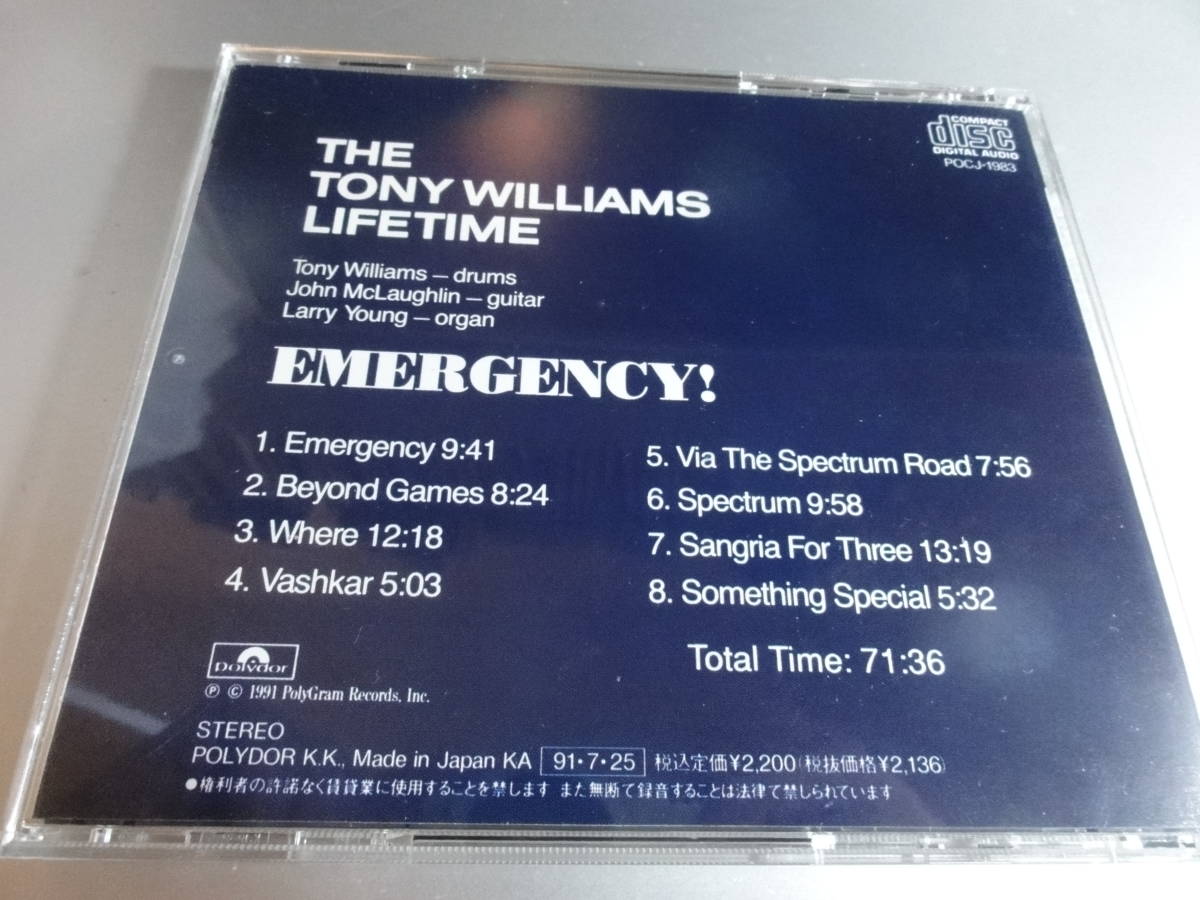 COMPACT
disc
DIGITAL AUDIO
POCJ-1983
THE
TONY WILLIAMS
LIFETIME
Tony Williams – drums
John McLaughlin – guitar
Larry Young – organ
EMERGENCY!
1. Emergency 9:41
2. Beyond Games 8:24
3. Where 12:18
4. Vashkar 5:03
5. Via The Spectrum Road 7:56
6. Spectrum 9:58
7. Sangria For Three 13:19
8. Something Special 5:32
Total Time: 71:36
polydor
℗ © 1991 PolyGram Records, Inc.
STEREO
POLYDOR K.K., Made in Japan KA 91・7・25 税込定価¥2,200(税抜価格¥2,136)
●権利者の許諾なく賃貸業に使用することを禁します また無断て録音することは法律て禁しられています